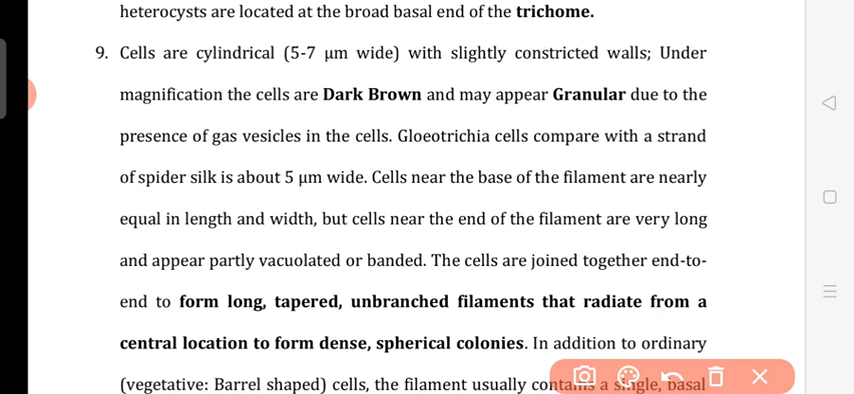 heterocysts are located at the broad basal end of the trichome.
9. Cells are cylindrical (5-7 μm wide) with slightly constricted walls; Under
magnification the cells are Dark Brown and may appear Granular due to the
presence of gas vesicles in the cells. Gloeotrichia cells compare with a strand
of spider silk is about 5 μm wide. Cells near the base of the filament are nearly
equal in length and width, but cells near the end of the filament are very long
and appear partly vacuolated or banded. The cells are joined together end-to-
end to form long, tapered, unbranched filaments that radiate from a
central location to form dense, spherical colonies. In addition to ordinary
(vegetative: Barrel shaped) cells, the filament usually contains a single, basal